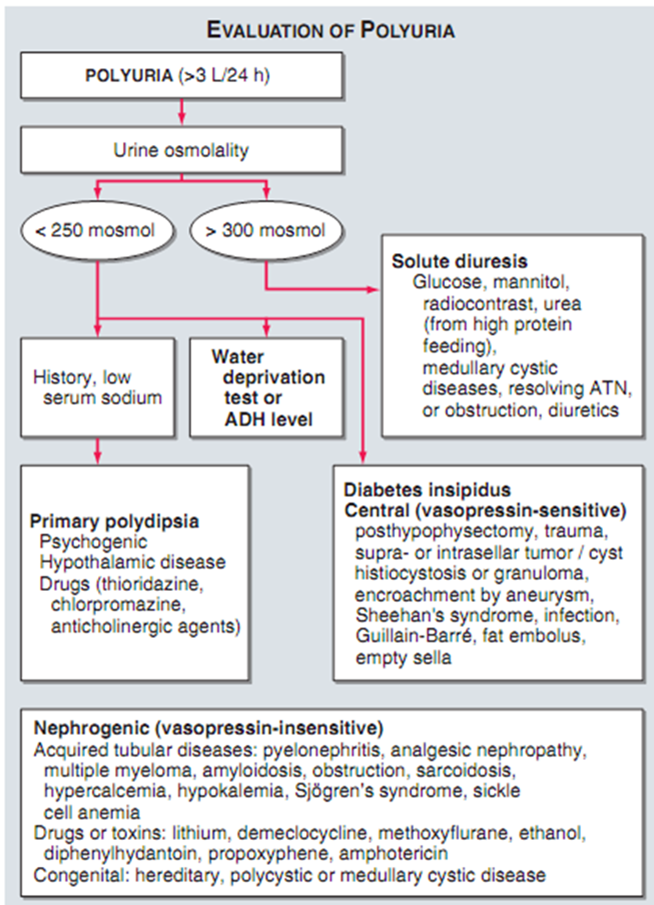 EVALUATION OF POLYURIA
POLYURIA (>3 L/24 h)
Urine osmolality
< 250 mosmol
> 300 mosmol
Solute diuresis
Glucose, mannitol,
radiocontrast, urea
(from high protein
feeding),
medullary cystic
diseases, resolving ATN,
or obstruction, diuretics
History, low
serum sodium
Water
deprivation
test or
ADH level
Primary polydipsia
Psychogenic
Hypothalamic disease
Drugs (thioridazine,
chlorpromazine,
anticholinergic agents)
Diabetes insipidus
Central (vasopressin-sensitive)
posthypophysectomy, trauma,
supra- or intrasellar tumor / cyst
histiocystosis or granuloma,
encroachment by aneurysm,
Sheehan's syndrome, infection,
Guillain-Barré, fat embolus,
empty sella
Nephrogenic (vasopressin-insensitive)
Acquired tubular diseases: pyelonephritis, analgesic nephropathy,
multiple myeloma, amyloidosis, obstruction, sarcoidosis,
hypercalcemia, hypokalemia, Sjögren's syndrome, sickle
cell anemia
Drugs or toxins: lithium, demeclocycline, methoxyflurane, ethanol,
diphenylhydantoin, propoxyphene, amphotericin
Congenital: hereditary, polycystic or medullary cystic disease